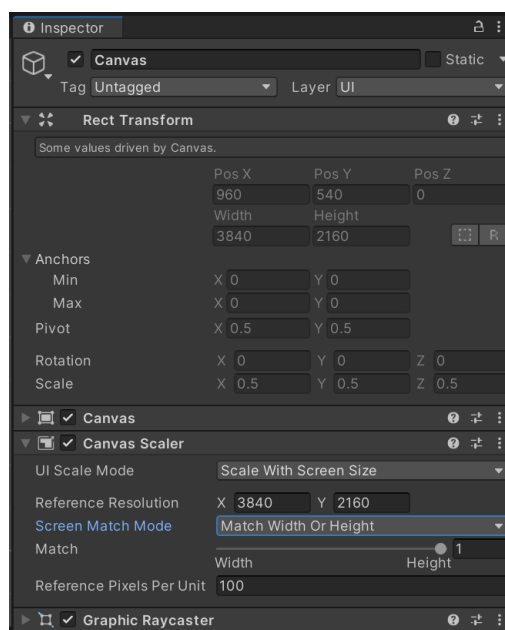 Inspector
Canvas Static
Tag Untagged Layer UI
Rect Transform
Some values driven by Canvas.
Pos X Pos Y Pos Z
960 540 0
Width Height
3840 2160
R
Anchors
Min X 0 Y 0
Max X 0 Y 0
Pivot X 0.5 Y 0.5
Rotation X 0 Y 0 Z 0
Scale X 0.5 Y 0.5 Z 0.5
Canvas
Canvas Scaler
UI Scale Mode Scale With Screen Size
Reference Resolution X 3840 Y 2160
Screen Match Mode Match Width Or Height
Match 1
Width Height
Reference Pixels Per Unit 100
Graphic Raycaster